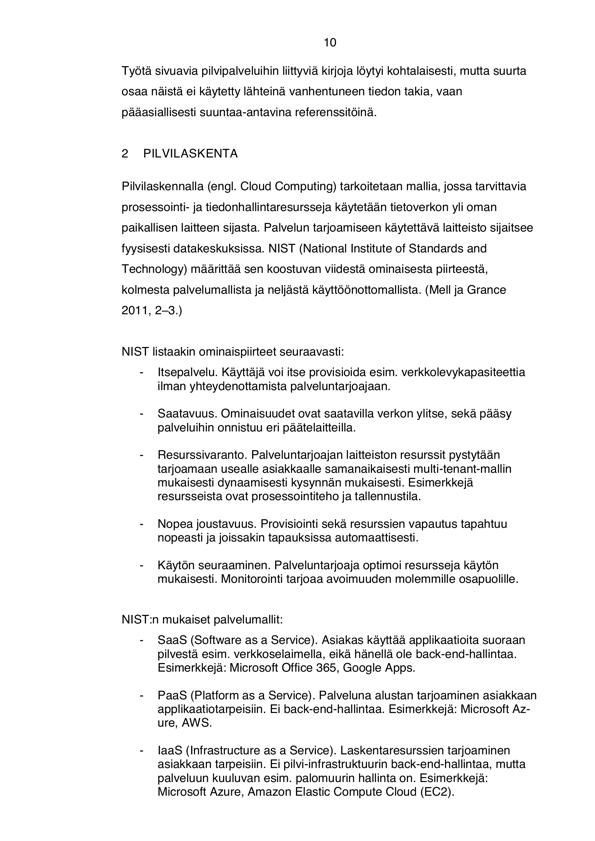 10
Työtä sivuavia pilvipalveluihin liittyviä kirjoja löytyi kohtalaisesti, mutta suurta
osaa näistä ei käytetty lähteinä vanhentuneen tiedon takia, vaan
pääasiallisesti suuntaa-antavina referenssitöinä.
2 PILVILASKENTA
Pilvilaskennalla (engl. Cloud Computing) tarkoitetaan mallia, jossa tarvittavia
prosessointi- ja tiedonhallintaresursseja käytetään tietoverkon yli oman
paikallisen laitteen sijasta. Palvelun tarjoamiseen käytettävä laitteisto sijaitsee
fyysisesti datakeskuksissa. NIST (National Institute of Standards and
Technology) määrittää sen koostuvan viidestä ominaisesta piirteestä,
kolmesta palvelumallista ja neljästä käyttöönottomallista. (Mell ja Grance
2011, 2–3.)
NIST listaakin ominaispiirteet seuraavasti:
- Itsepalvelu. Käyttäjä voi itse provisioida esim. verkkolevykapasiteettia
ilman yhteydenottamista palveluntarjoajaan.
- Saatavuus. Ominaisuudet ovat saatavilla verkon ylitse, sekä pääsy
palveluihin onnistuu eri päätelaitteilla.
- Resurssivaranto. Palveluntarjoajan laitteiston resurssit pystytään
tarjoamaan usealle asiakkaalle samanaikaisesti multi-tenant-mallin
mukaisesti dynaamisesti kysynnän mukaisesti. Esimerkkejä
resursseista ovat prosessointiteho ja tallennustila.
- Nopea joustavuus. Provisiointi sekä resurssien vapautus tapahtuu
nopeasti ja joissakin tapauksissa automaattisesti.
- Käytön seuraaminen. Palveluntarjoaja optimoi resursseja käytön
mukaisesti. Monitorointi tarjoaa avoimuuden molemmille osapuolille.
NIST:n mukaiset palvelumallit:
- SaaS (Software as a Service). Asiakas käyttää applikaatioita suoraan
pilvestä esim. verkkoselaimella, eikä hänellä ole back-end-hallintaa.
Esimerkkejä: Microsoft Office 365, Google Apps.
- PaaS (Platform as a Service). Palveluna alustan tarjoaminen asiakkaan
applikaatiotarpeisiin. Ei back-end-hallintaa. Esimerkkejä: Microsoft Az-
ure, AWS.
- IaaS (Infrastructure as a Service). Laskentaresurssien tarjoaminen
asiakkaan tarpeisiin. Ei pilvi-infrastruktuurin back-end-hallintaa, mutta
palveluun kuuluvan esim. palomuurin hallinta on. Esimerkkejä:
Microsoft Azure, Amazon Elastic Compute Cloud (EC2).